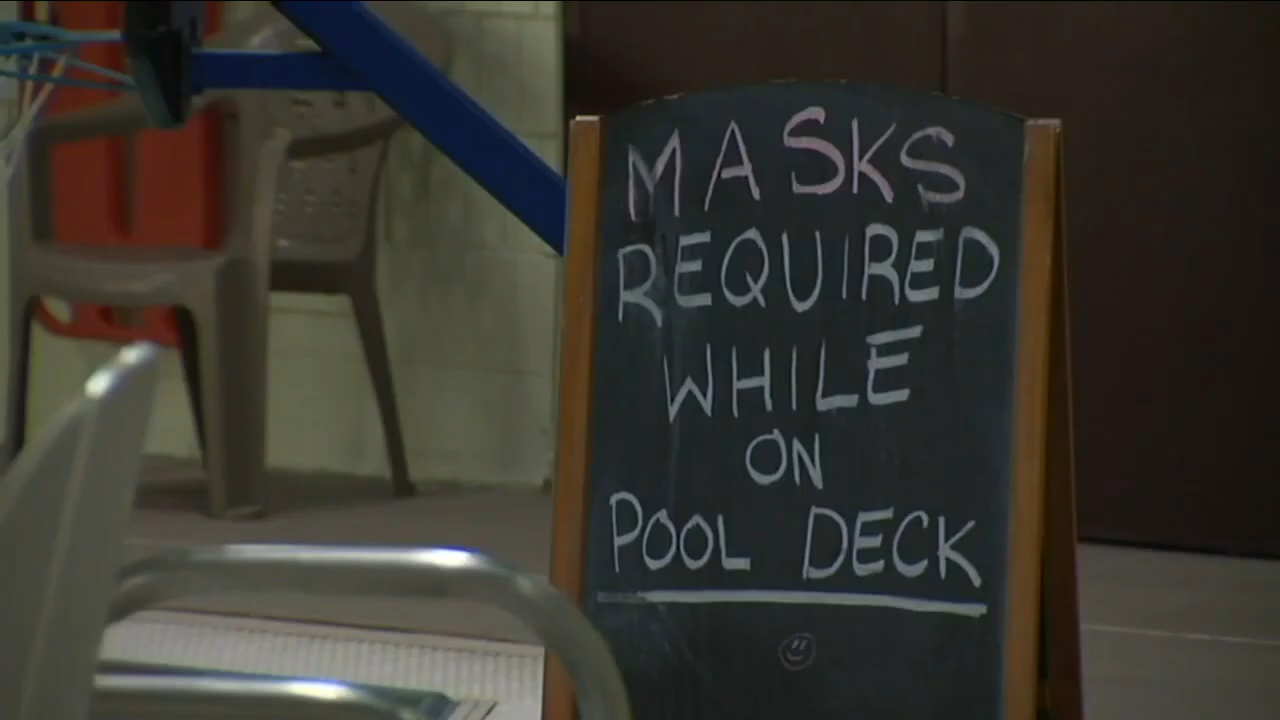 MASKS
REQUIRED
WHILE
ON
POOL DECK